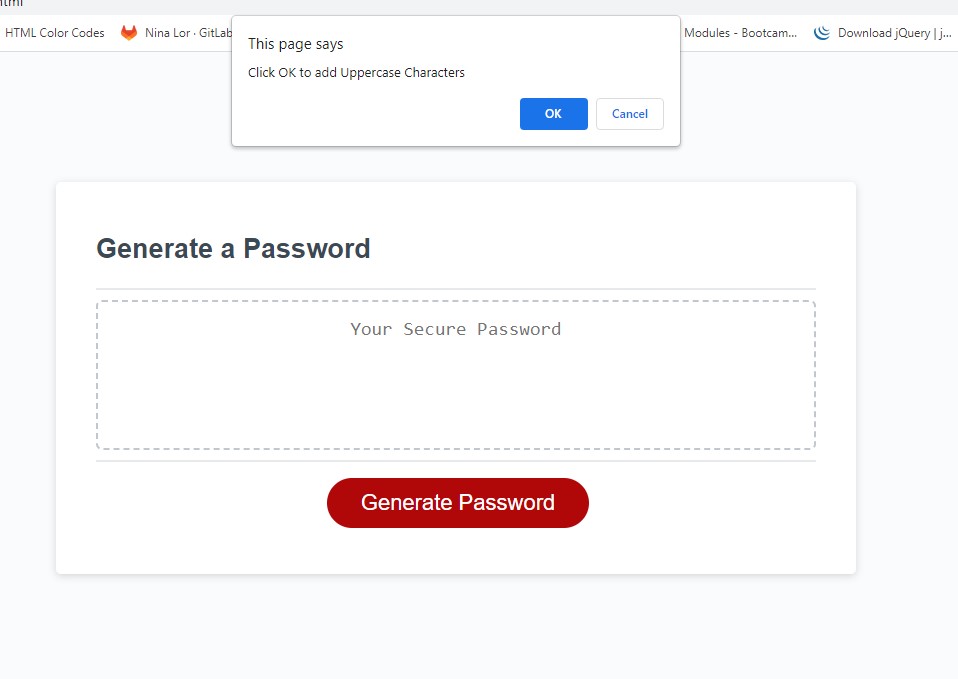 HTML Color Codes Nina Lor · GitLab Modules - Bootcam... Download jQuery | j...
This page says
Click OK to add Uppercase Characters
OK Cancel
Generate a Password
Your Secure Password
Generate Password